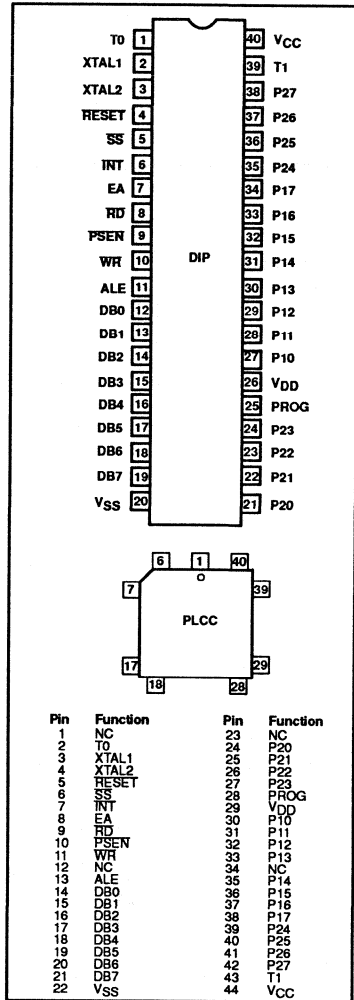 T0 1 40 VCC
XTAL1 2 39 T1
XTAL2 3 38 P27
RESET 4 37 P26
SS 5 36 P25
INT 6 35 P24
EA 7 34 P17
RD 8 33 P16
PSEN 9 32 P15
DIP
WR 10 31 P14
ALE 11 30 P13
DB0 12 29 P12
DB1 13 28 P11
DB2 14 27 P10
DB3 15 26 VDD
DB4 16 25 PROG
DB5 17 24 P23
DB6 18 23 P22
DB7 19 22 P21
VSS 20 21 P20
6 1 40
7 39
PLCC
17 29
18 28
Pin Function Pin Function
1 NC 23 NC
2 T0 24 P20
3 XTAL1 25 P21
4 XTAL2 26 P22
5 RESET 27 P23
6 SS 28 PROG
7 INT 29 VDD
8 EA 30 P10
9 RD 31 P11
10 PSEN 32 P12
11 WR 33 P13
12 NC 34 NC
13 ALE 35 P14
14 DB0 36 P15
15 DB1 37 P16
16 DB2 38 P17
17 DB3 39 P24
18 DB4 40 P25
19 DB5 41 P26
20 DB6 42 P27
21 DB7 43 T1
22 VSS 44 VCC